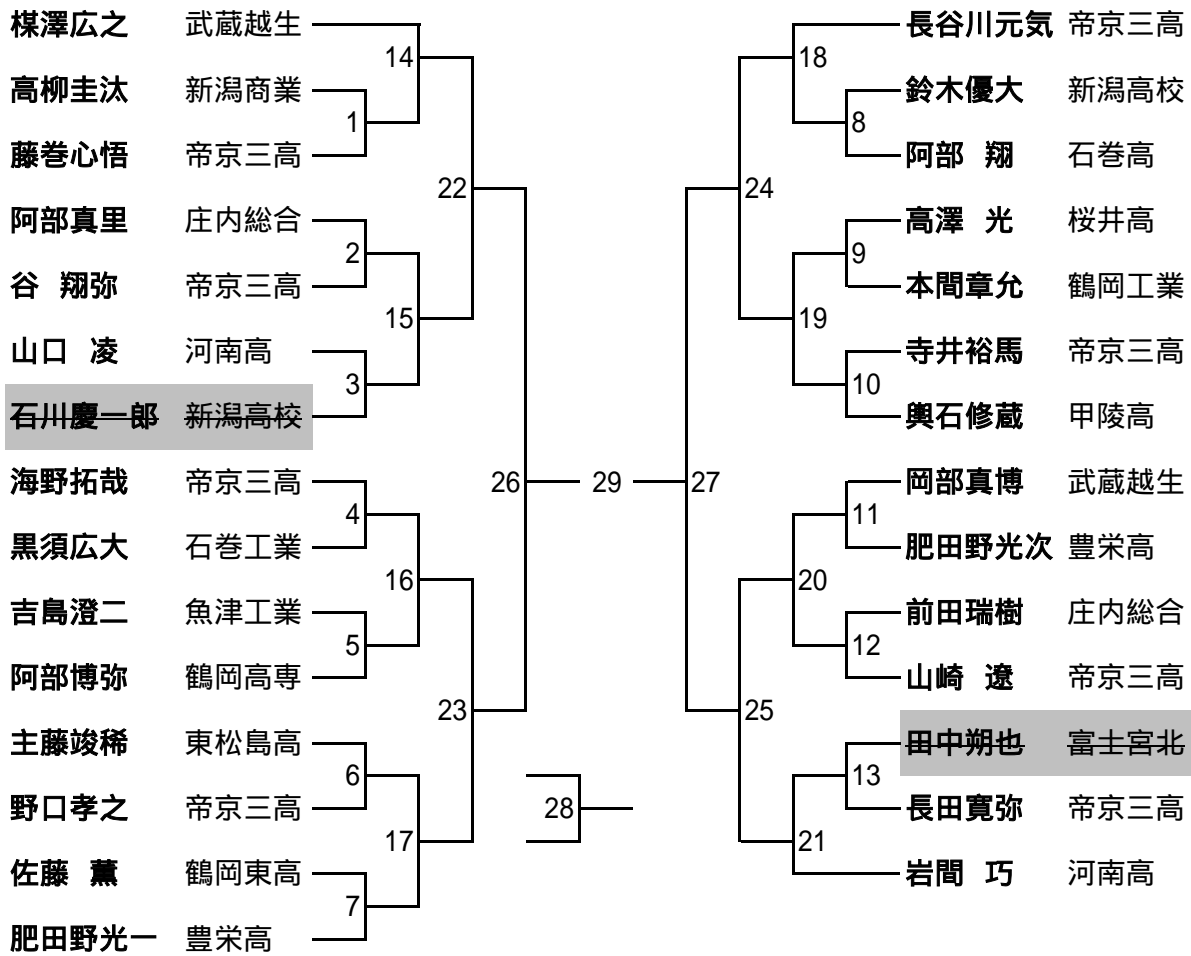 楳澤広之 武蔵越生
高柳圭汰 新潟商業
藤巻心悟 帝京三高
阿部真里 庄内総合
谷 翔弥 帝京三高
山口 凌 河南高
石川慶一郎 新潟高校
海野拓哉 帝京三高
黒須広大 石巻工業
吉島澄二 魚津工業
阿部博弥 鶴岡高専
主藤竣稀 東松島高
野口孝之 帝京三高
佐藤 薫 鶴岡東高
肥田野光一 豊栄高
14
1
22
2
15
3
26
4
16
5
23
6
17
7
29
28
長谷川元気 帝京三高
鈴木優大 新潟高校
阿部 翔 石巻高
高澤 光 桜井高
本間章允 鶴岡工業
寺井裕馬 帝京三高
輿石修蔵 甲陵高
岡部真博 武蔵越生
肥田野光次 豊栄高
前田瑞樹 庄内総合
山崎 遼 帝京三高
田中朔也 富士宮北
長田寛弥 帝京三高
岩間 巧 河南高
18
8
24
9
19
10
27
11
20
12
25
13
21